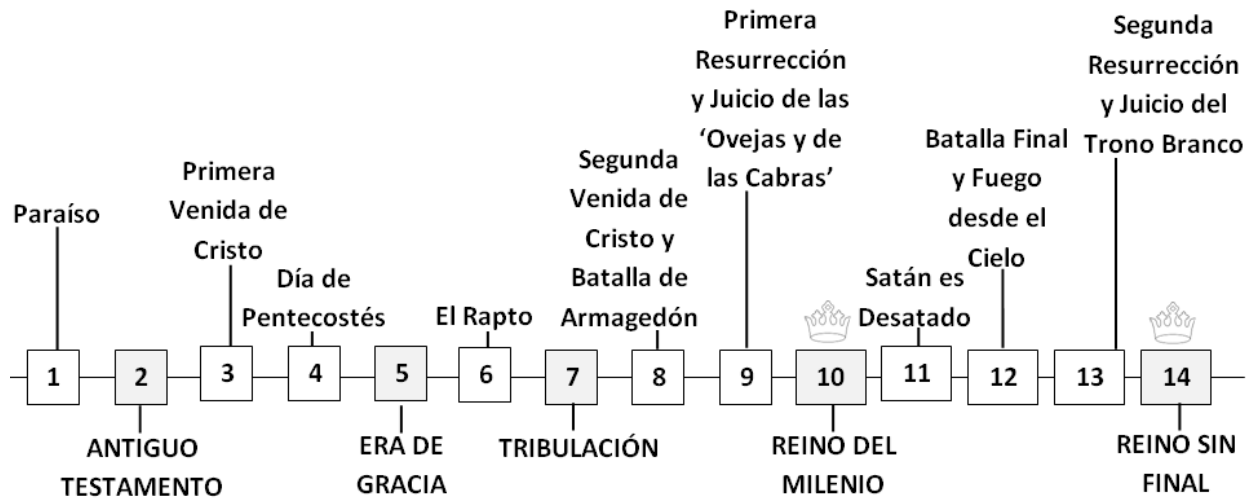 Paraíso
Primera
Venida de
Cristo
Día de
Pentecostés
El Rapto
Segunda
Venida de
Cristo y
Batalla de
Armagedón
Primera
Resurrección
y Juicio de las
‘Ovejas y de
las Cabras’
Satán es
Desatado
Batalla Final
y Fuego
desde el
Cielo
Segunda
Resurrección
y Juicio del
Trono Branco
1 2 3 4 5 6 7 8 9 10 11 12 13 14
ANTIGUO
TESTAMENTO
ERA DE
GRACIA
TRIBULACIÓN
REINO DEL
MILENIO
REINO SIN
FINAL